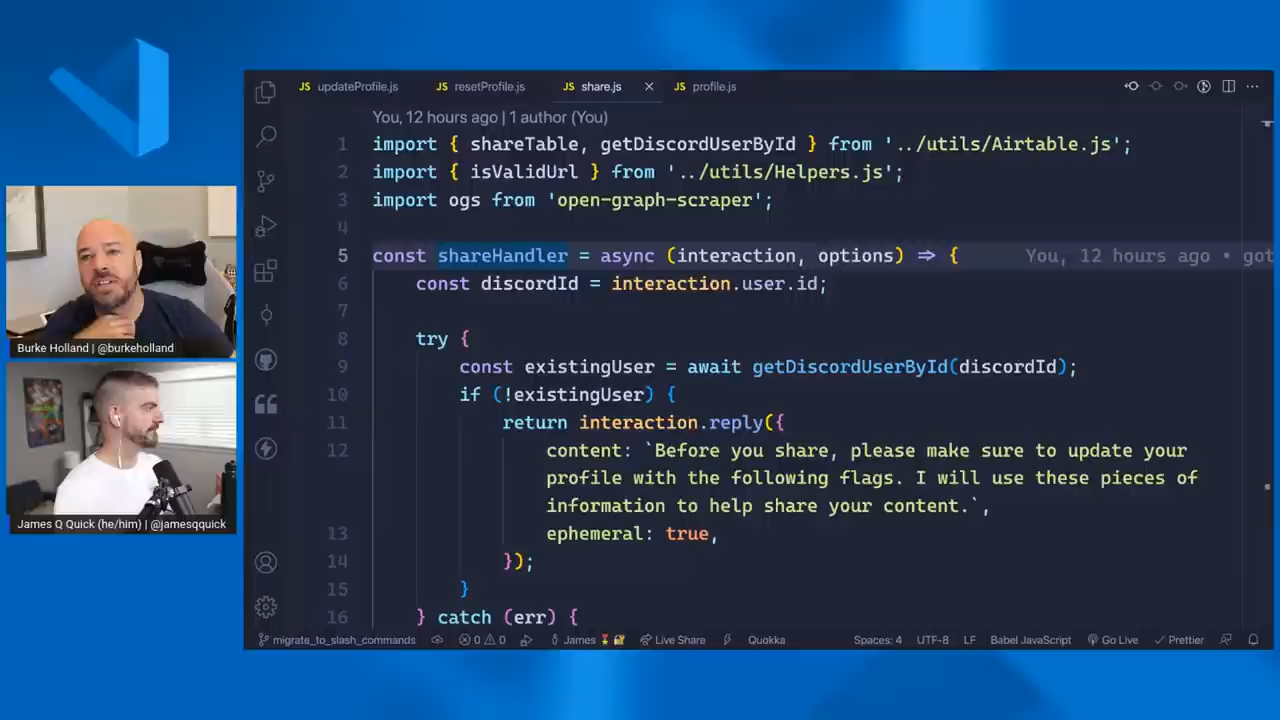 JS updateProfile.js JS resetProfile.js JS share.js JS profile.js
You, 12 hours ago | 1 author (You)
1 import { shareTable, getDiscordUserById } from '../utils/Airtable.js';
2 import { isValidUrl } from '../utils/Helpers.js';
3 import ogs from 'open-graph-scraper';
4
5 const shareHandler = async (interaction, options) => { You, 12 hours ago • got
6 const discordId = interaction.user.id;
7
8 try {
9 const existingUser = await getDiscordUserById(discordId);
10 if (!existingUser) {
11 return interaction.reply({
12 content: `Before you share, please make sure to update your
profile with the following flags. I will use these pieces of
information to help share your content.`,
13 ephemeral: true,
14 });
15 }
16 } catch (err) {
migrate_to_slash_commands 0 0 James Live Share Quokka Spaces: 4 UTF-8 LF Babel JavaScript Go Live Prettier
Burke Holland | @burkeholland
James Q Quick (he/him) | @jamesqquick